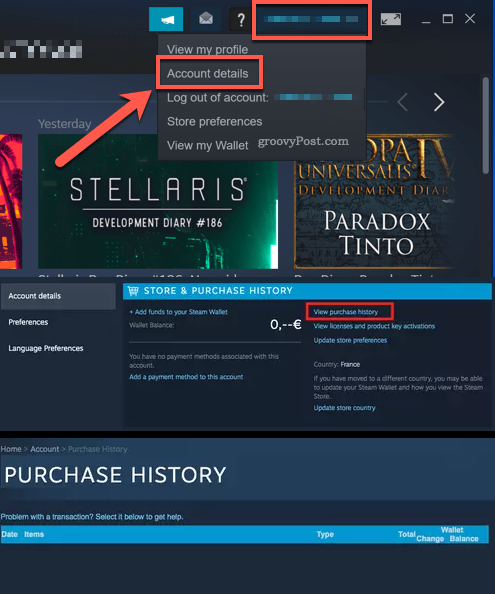 ?
View my profile
Account details
Log out of account:
Store preferences
View my Wallet
groovyPost.com
Yesterday
STELLARIS
DEVELOPMENT DIARY #186
UNIVERSALIS IV
DEVELOPMENT DIARY
PARADOX
TINTO
Account details
Preferences
Language Preferences
STORE & PURCHASE HISTORY
+ Add funds to your Steam Wallet
Wallet Balance: 0,--€
You have no payment methods associated with this
account.
Add a payment method to this account
View purchase history
View licenses and product key activations
Update store preferences
Country: France
If you have moved to a different country, you may be able
to update your Steam Wallet and how you view the Steam
Store.
Update store country
Home > Account > Purchase History
PURCHASE HISTORY
Problem with a transaction? Select it below to get help.
Date Items Type Total Wallet
Change Balance